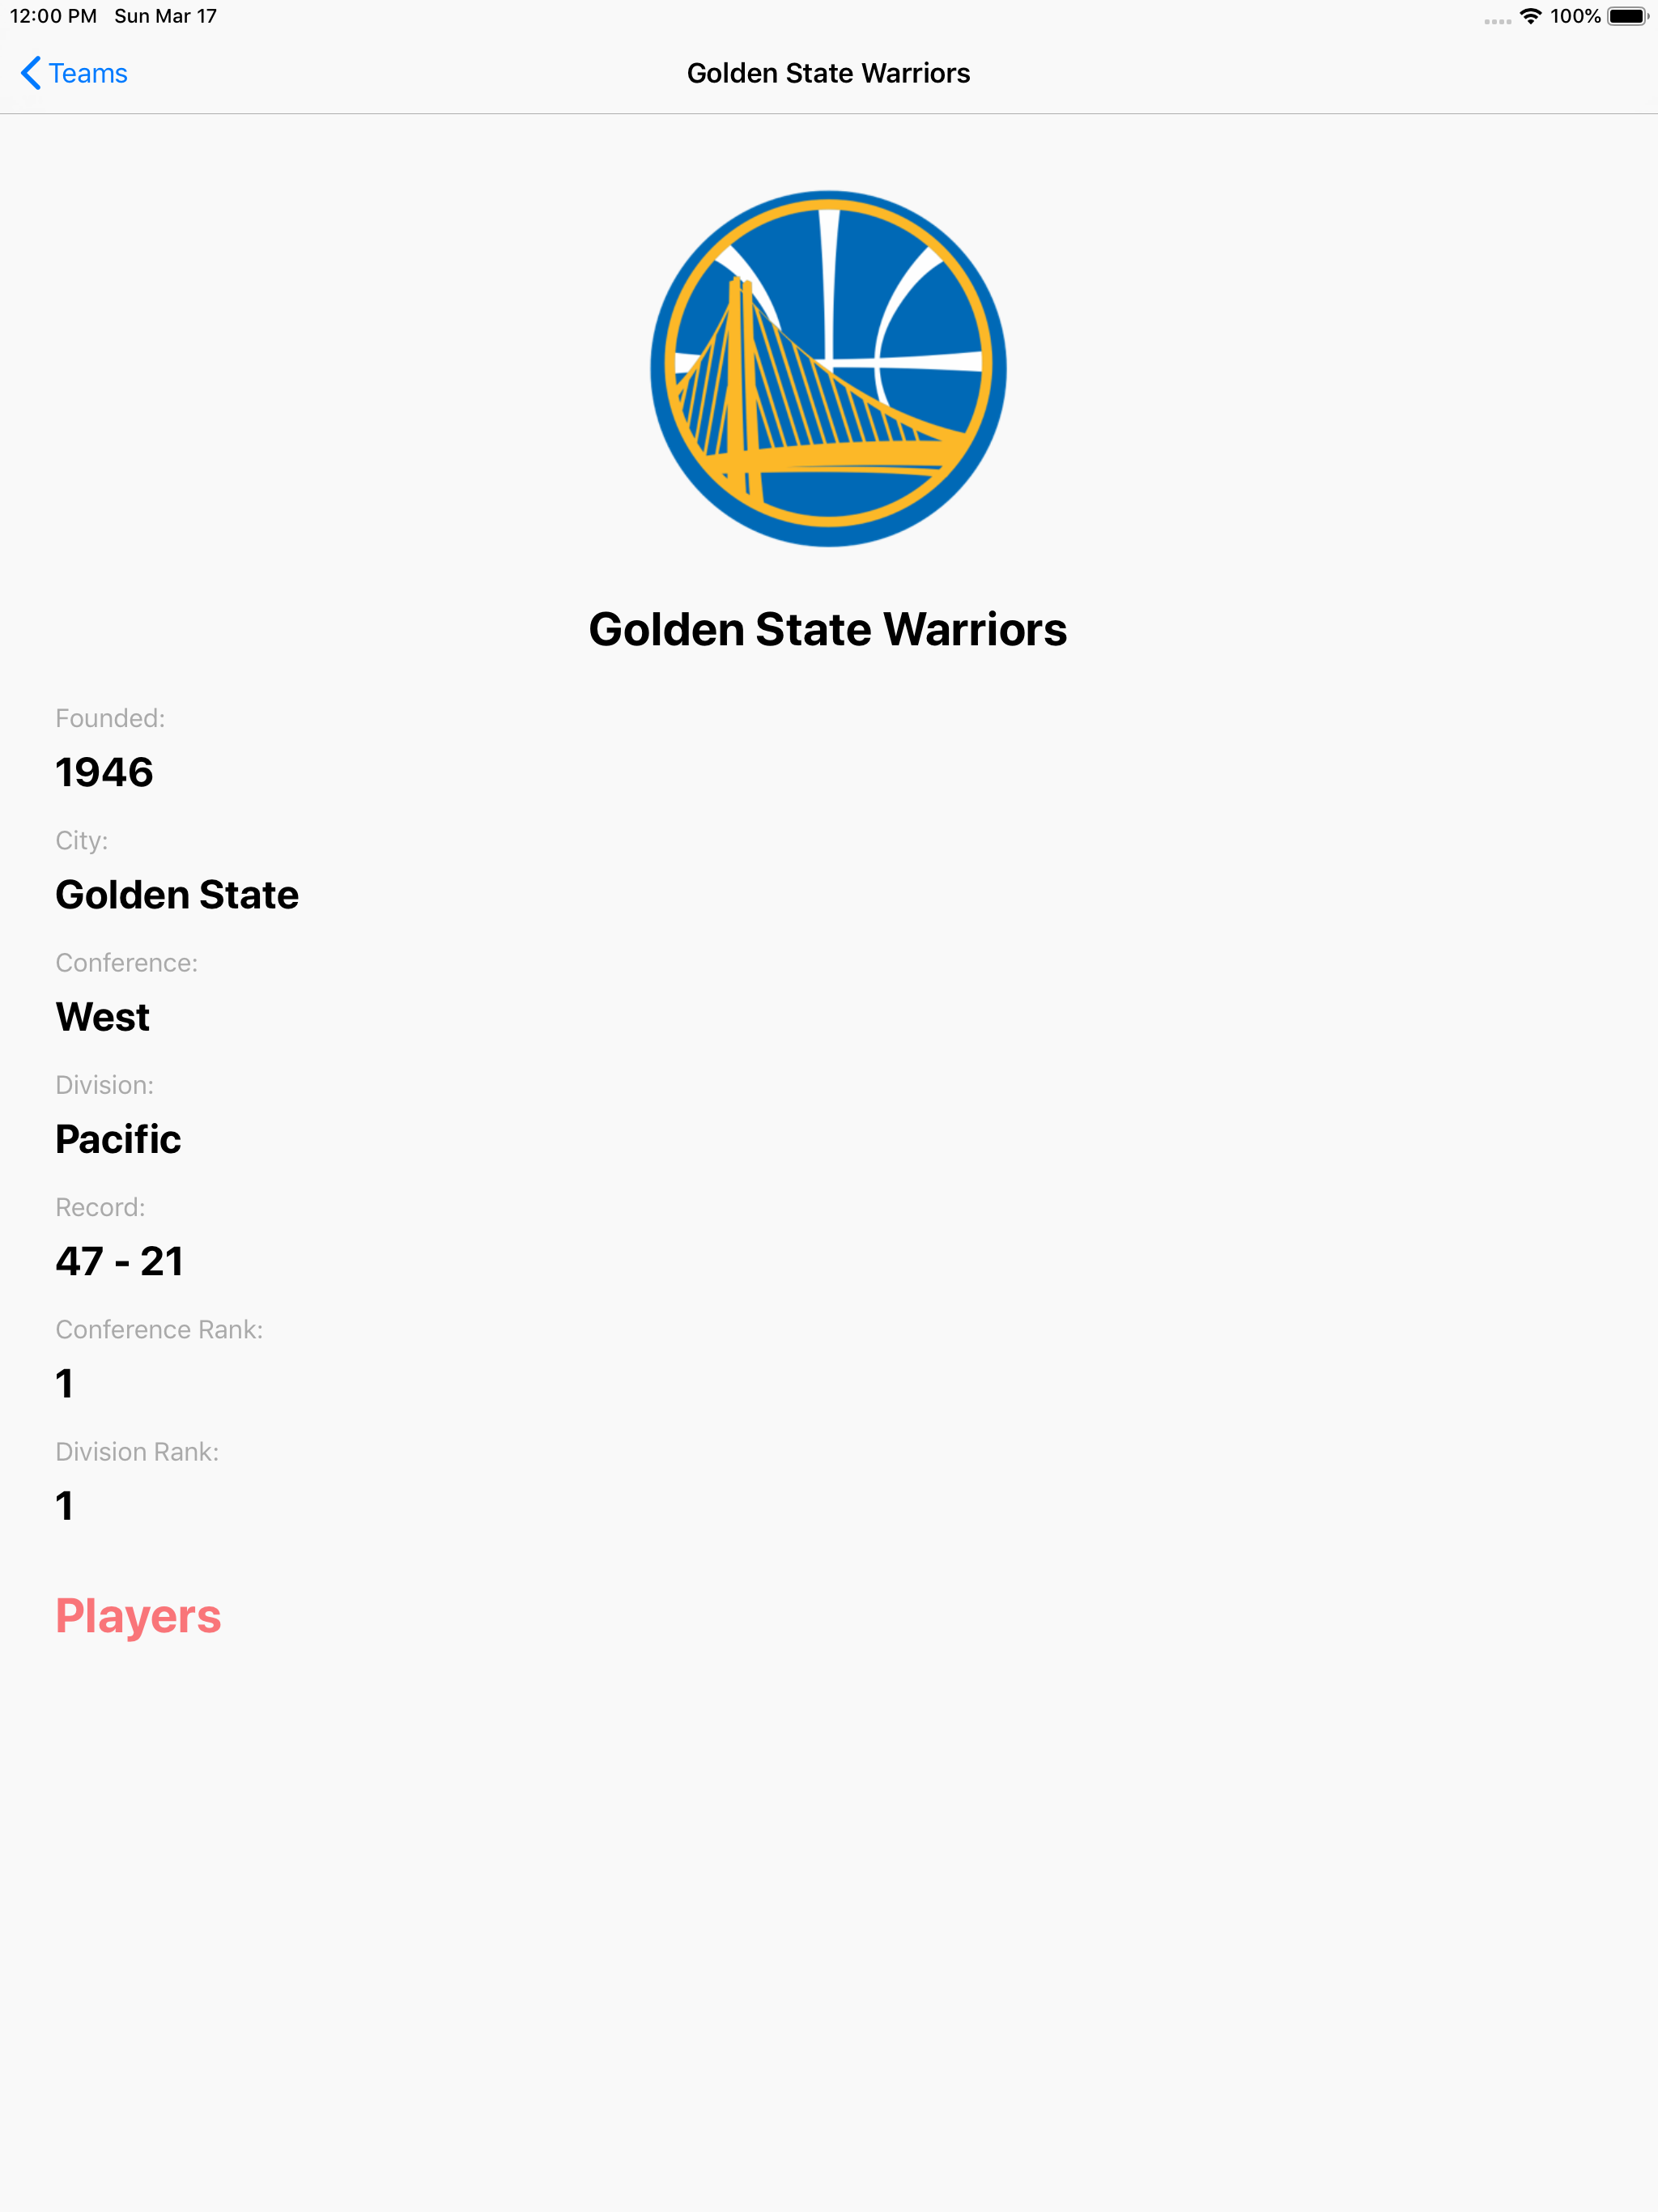 12:00 PM Sun Mar 17 100%
Teams Golden State Warriors
Golden State Warriors
Founded:
1946
City:
Golden State
Conference:
West
Division:
Pacific
Record:
47 - 21
Conference Rank:
1
Division Rank:
1
Players